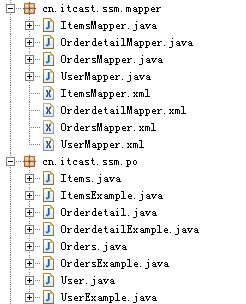 cn.itcast.ssm.mapper
ItemsMapper.java
OrderdetailMapper.java
OrdersMapper.java
UserMapper.java
ItemsMapper.xml
OrderdetailMapper.xml
OrdersMapper.xml
UserMapper.xml
cn.itcast.ssm.po
Items.java
ItemsExample.java
Orderdetail.java
OrderdetailExample.java
Orders.java
OrdersExample.java
User.java
UserExample.java